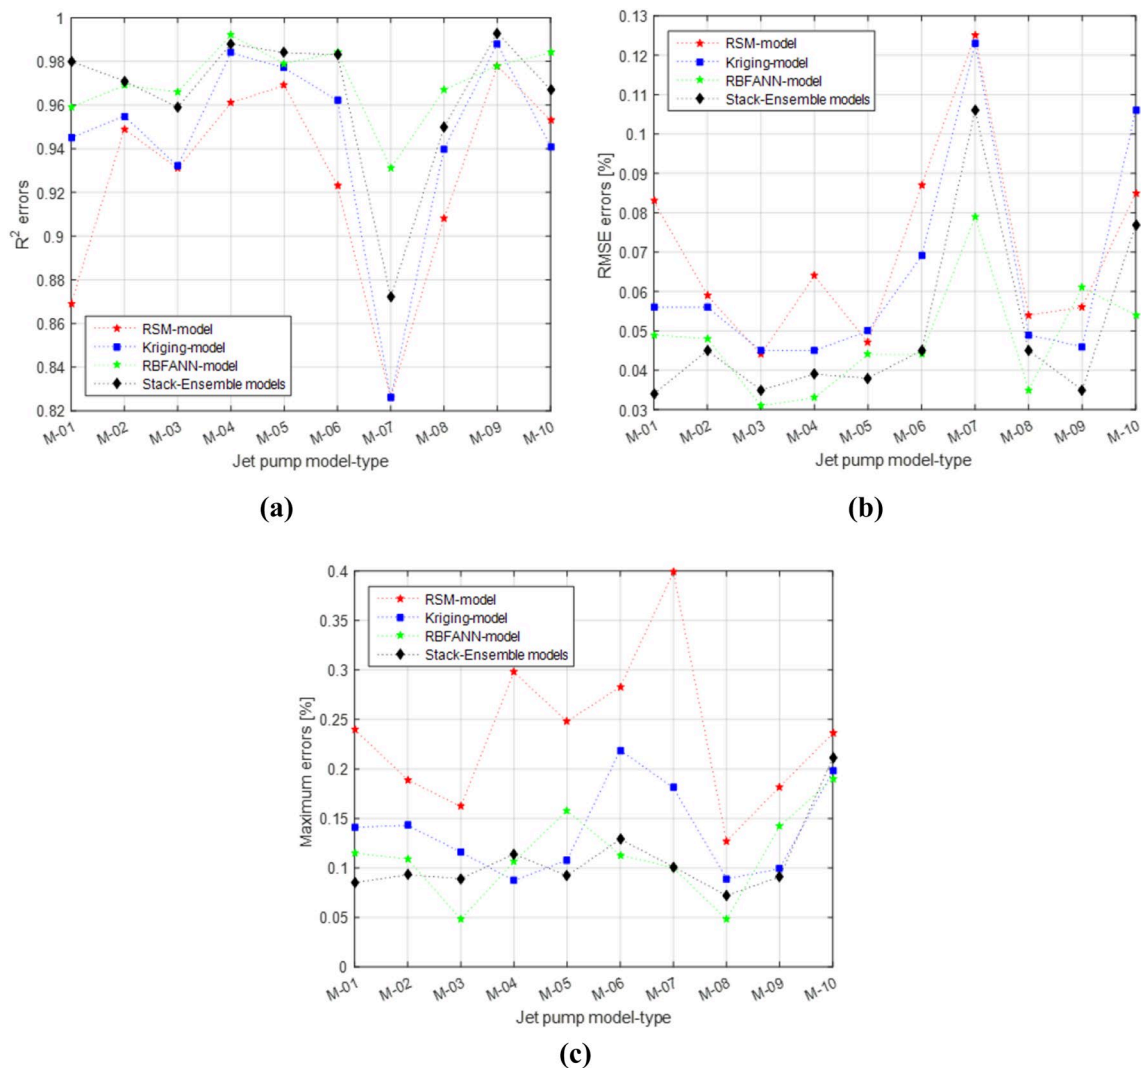 1
0.98
0.96
0.94
0.92
0.9
0.88
0.86
0.84
0.82
R² errors
RSM-model
Kriging-model
RBFANN-model
Stack-Ensemble models
M-01 M-02 M-03 M-04 M-05 M-06 M-07 M-08 M-09 M-10
Jet pump model-type
(a)
0.13
0.12
0.11
0.1
0.09
0.08
0.07
0.06
0.05
0.04
0.03
RMSE errors [%]
RSM-model
Kriging-model
RBFANN-model
Stack-Ensemble models
M-01 M-02 M-03 M-04 M-05 M-06 M-07 M-08 M-09 M-10
Jet pump model-type
(b)
0.4
0.35
0.3
0.25
0.2
0.15
0.1
0.05
0
Maximum errors [%]
RSM-model
Kriging-model
RBFANN-model
Stack-Ensemble models
M-01 M-02 M-03 M-04 M-05 M-06 M-07 M-08 M-09 M-10
Jet pump model-type
(c)